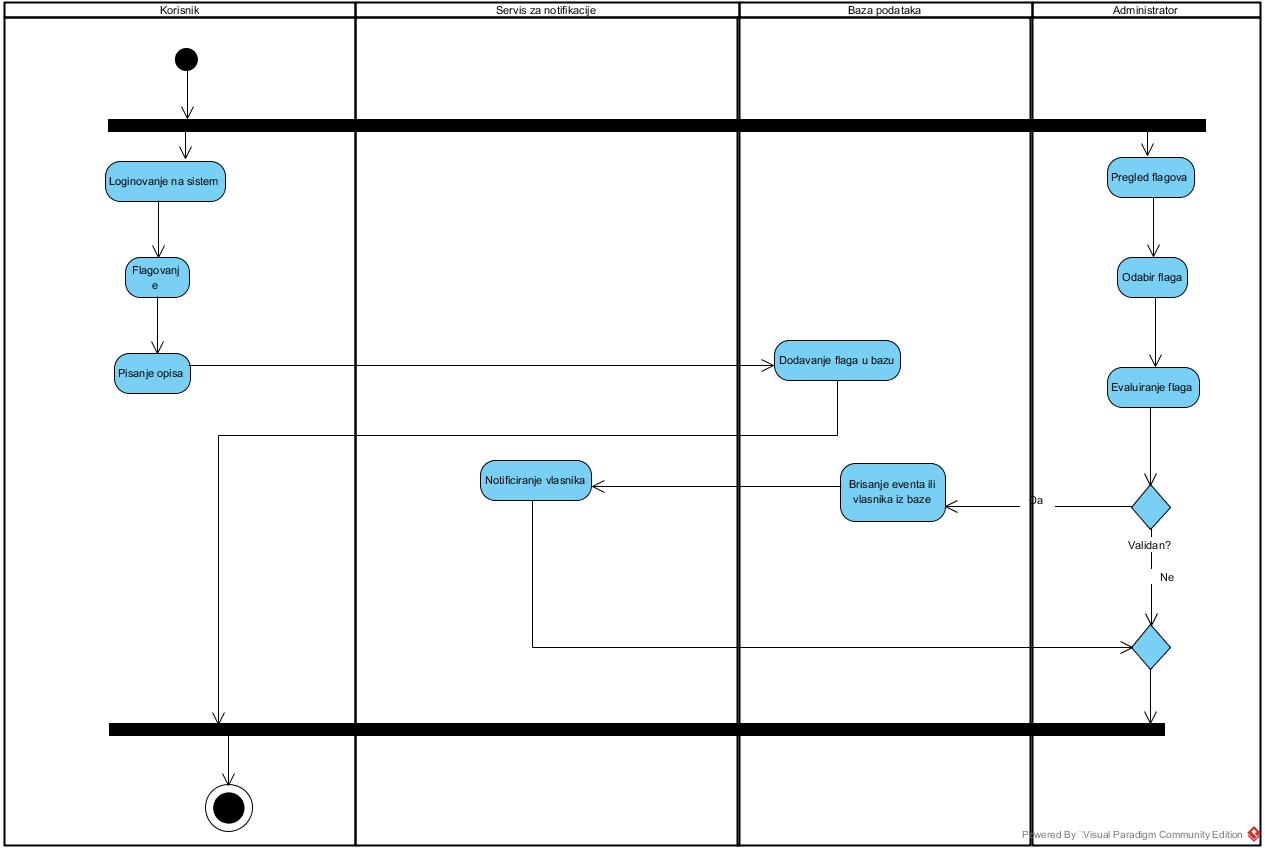 Korisnik
Servis za notifikacije
Baza podataka
Administrator
Loginovanje na sistem
Pregled flagova
Flagovanj
e
Odabir flaga
Pisanje opisa
Dodavanje flaga u bazu
Evaluiranje flaga
Notificiranje vlasnika
Brisanje eventa ili
vlasnika iz baze
Da
Validan?
Ne
Powered By Visual Paradigm Community Edition